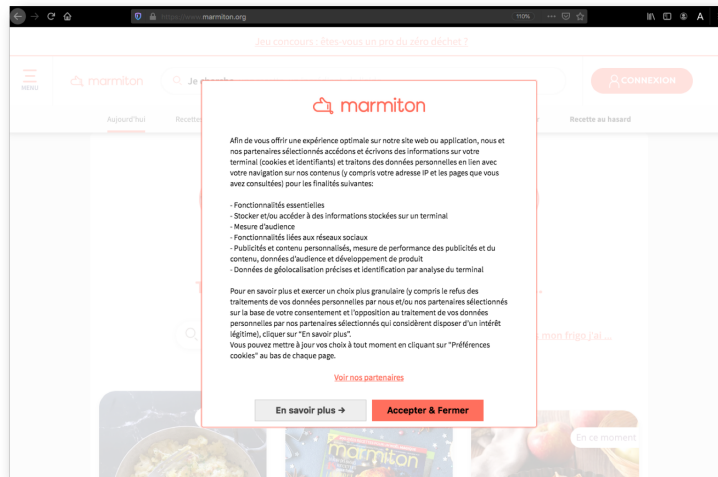 https://www.marmiton.org
110%
A
Jeu concours : êtes-vous un pro du zéro déchet !
MENU
marmiton
Je cherche
CONNEXION
Aujourd'hui
Recettes
Recette au hasard
marmiton
Afin de vous offrir une expérience optimale sur notre site web ou application, nous et
nos partenaires sélectionnés accédons et écrivons des informations sur votre
terminal (cookies et identifiants) et traitons des données personnelles en lien avec
votre navigation sur nos contenus (y compris votre adresse IP et les pages que vous
avez consultées) pour les finalités suivantes:
- Fonctionnalités essentielles
- Stocker et/ou accéder à des informations stockées sur un terminal
- Mesure d'audience
- Fonctionnalités liées aux réseaux sociaux
- Publicités et contenu personnalisés, mesure de performance des publicités et du
contenu, données d'audience et développement de produit
- Données de géolocalisation précises et identification par analyse du terminal
Pour en savoir plus et exercer un choix plus granulaire (y compris le refus des
traitements de vos données personnelles par nous et/ou nos partenaires sélectionnés
sur la base de votre consentement et l'opposition au traitement de vos données
personnelles par nos partenaires sélectionnés qui considèrent disposer d'un intérêt
légitime), cliquer sur "En savoir plus".
Vous pouvez mettre à jour vos choix à tout moment en cliquant sur "Préférences
cookies" au bas de chaque page.
mon frigo j'ai...
Voir nos partenaires
En savoir plus →
Accepter & Fermer
En ce moment
marmiton